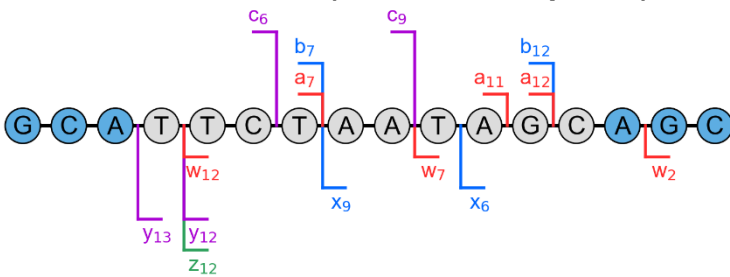 c6 c9
b7 b12
a7 a11 a12
G C A T T C T A A T A G C A G C
w12 w7 w2
x9 x6
y13 y12
z12